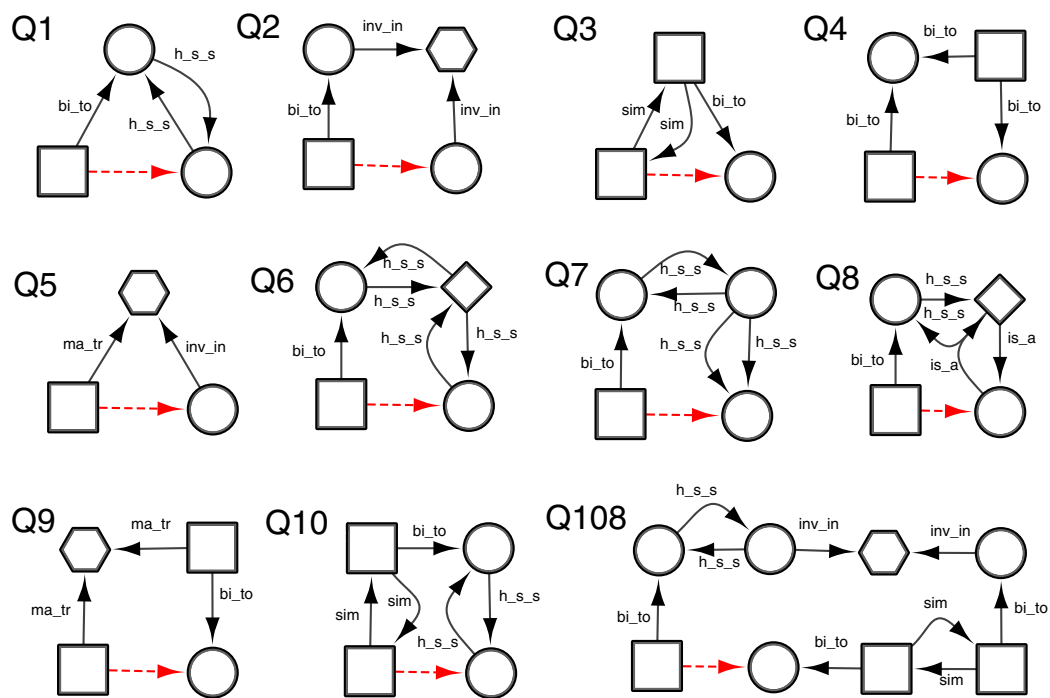 Q1
h_s_s
bi_to
h_s_s
Q2
inv_in
bi_to
inv_in
Q3
sim
sim
bi_to
Q4
bi_to
bi_to
bi_to
Q5
ma_tr
inv_in
Q6
h_s_s
h_s_s
bi_to
h_s_s
h_s_s
Q7
h_s_s
h_s_s
bi_to
h_s_s
h_s_s
Q8
h_s_s
h_s_s
bi_to
is_a
is_a
Q9
ma_tr
ma_tr
bi_to
Q10
bi_to
sim
sim
h_s_s
h_s_s
Q108
h_s_s
h_s_s
inv_in
inv_in
bi_to
bi_to
sim
sim
bi_to